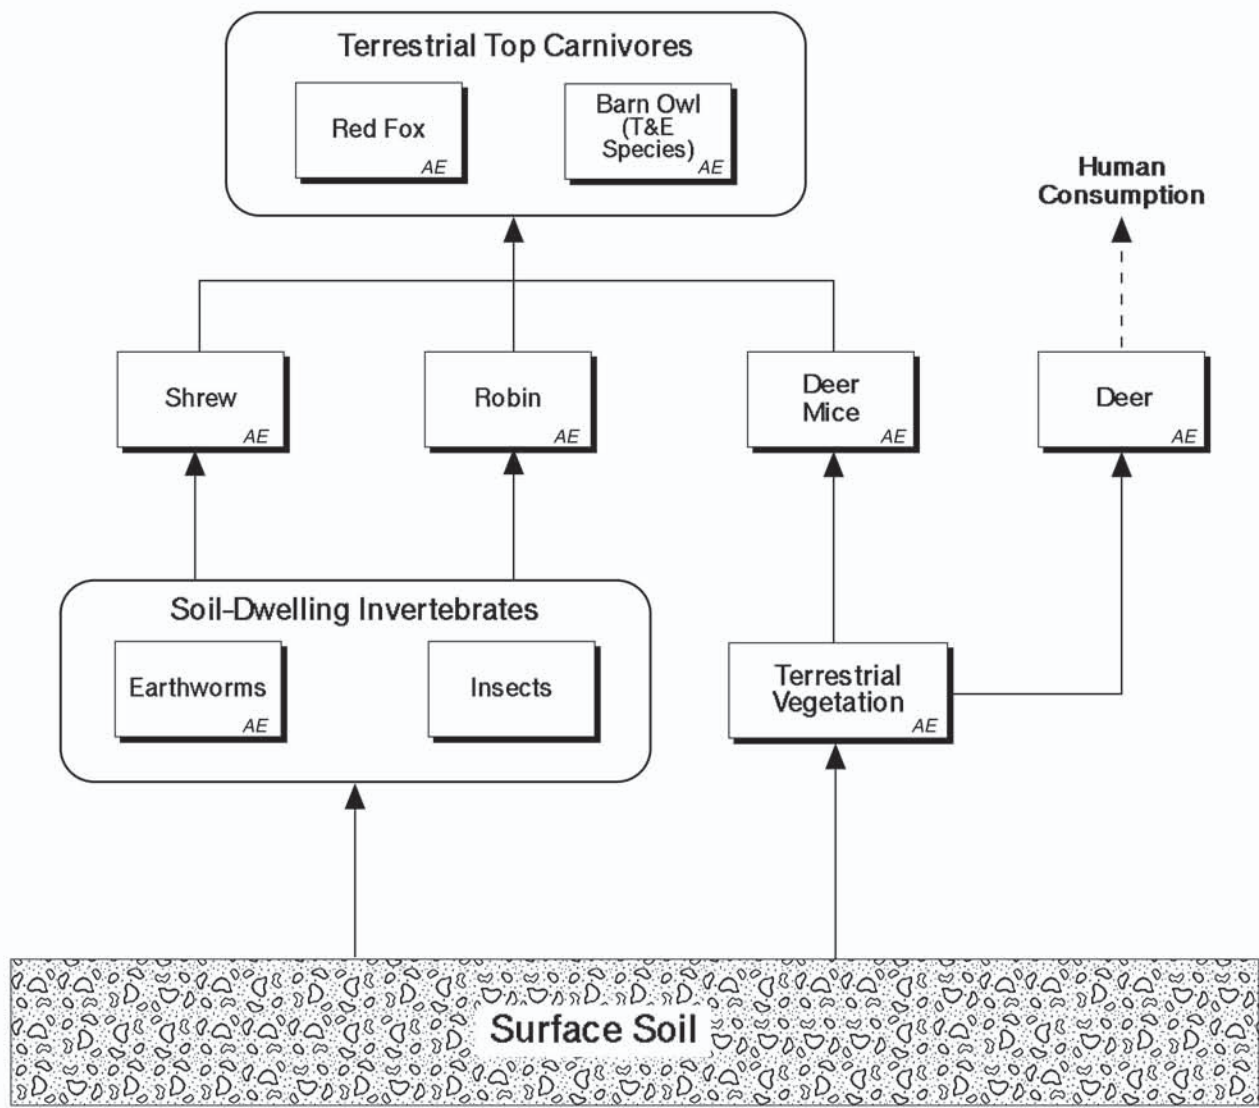 Terrestrial Top Carnivores
Red Fox
AE
Barn Owl
(T&E
Species)
AE
Human
Consumption
Shrew
AE
Robin
AE
Deer
Mice
AE
Deer
AE
Soil-Dwelling Invertebrates
Earthworms
AE
Insects
Terrestrial
Vegetation
AE
Surface Soil